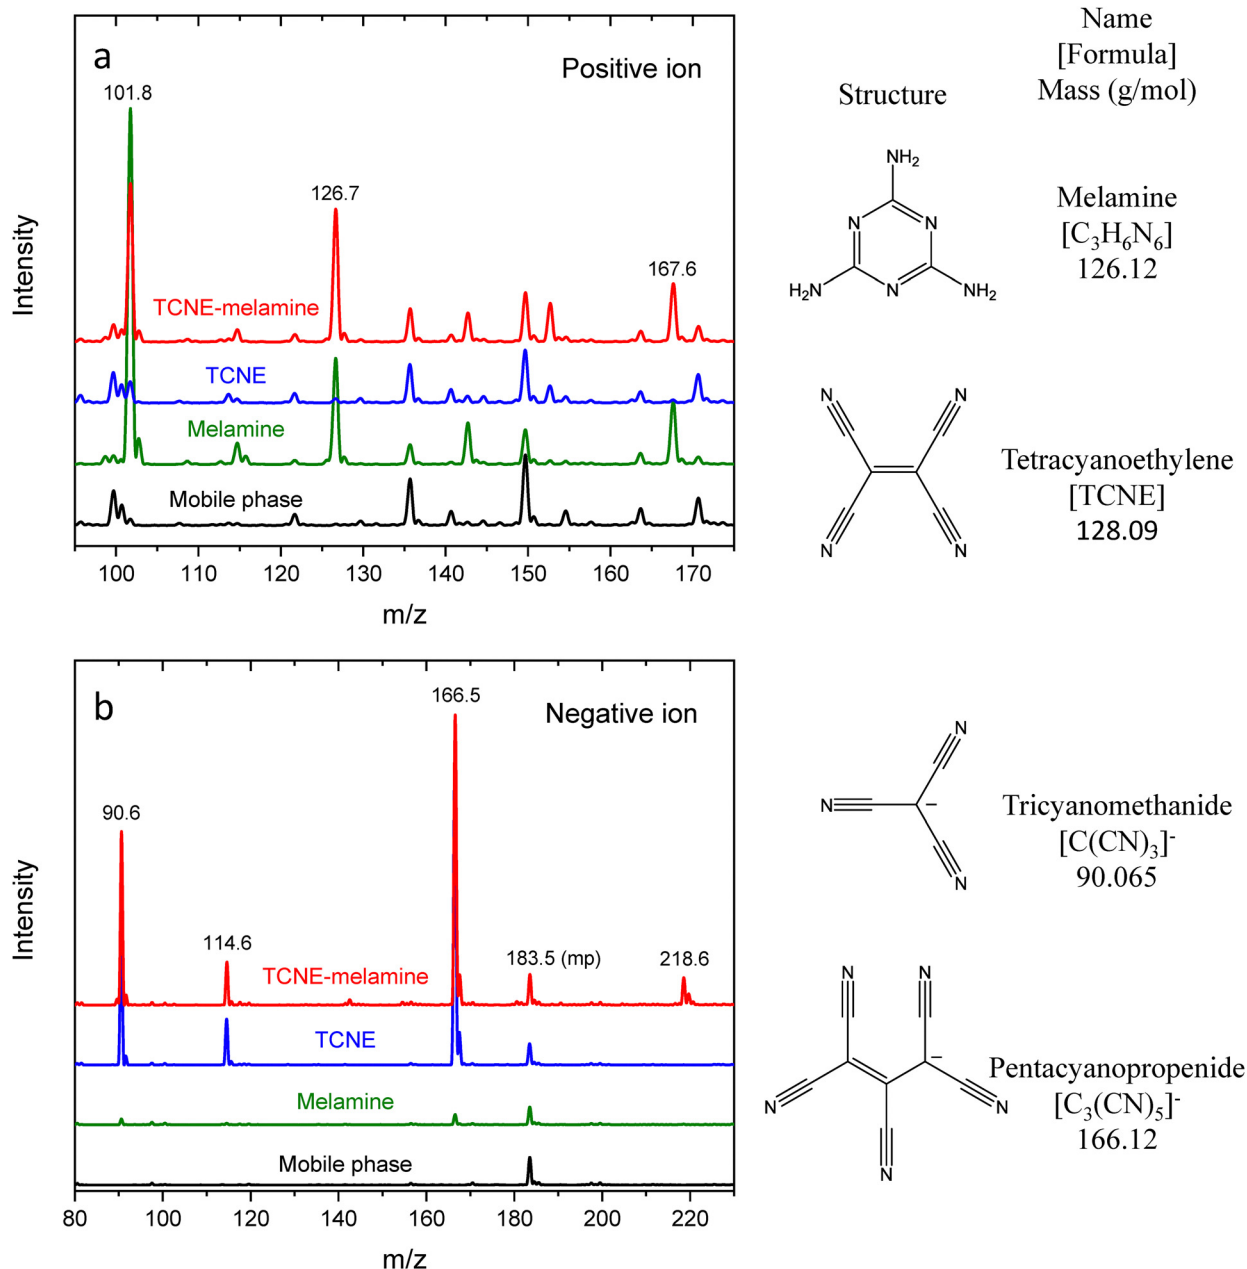 a
Positive ion
101.8
126.7
167.6
TCNE-melamine
TCNE
Melamine
Mobile phase
Intensity
100 110 120 130 140 150 160 170
m/z
Structure
Name
[Formula]
Mass (g/mol)
NH₂
N N
H₂N N NH₂
Melamine
[C₃H₆N₆]
126.12
N N
N N
Tetracyanoethylene
[TCNE]
128.09
b
Negative ion
166.5
90.6
114.6
183.5 (mp)
218.6
TCNE-melamine
TCNE
Melamine
Mobile phase
Intensity
80 100 120 140 160 180 200 220
m/z
N
N −
N
Tricyanomethanide
[C(CN)₃]⁻
90.065
N N
−
N N
N
Pentacyanopropenide
[C₃(CN)₅]⁻
166.12